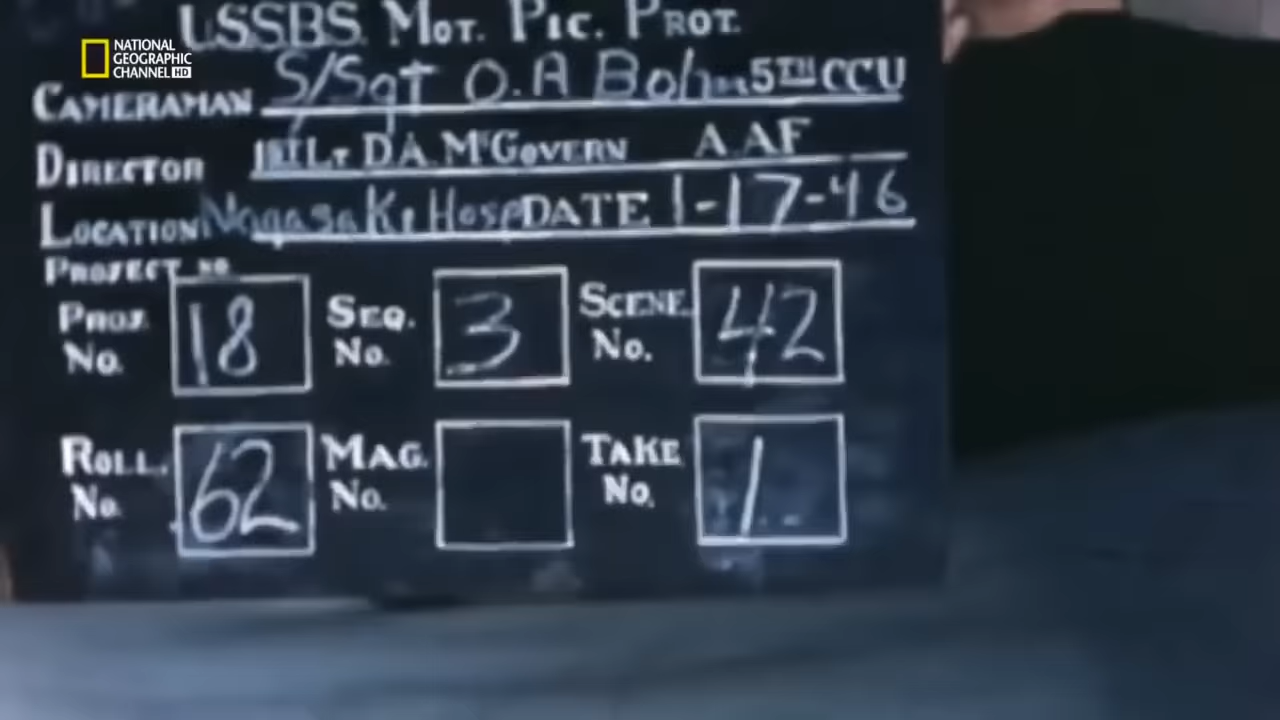 USSBS. MOT. PIC. PROT.
NATIONAL
GEOGRAPHIC
CHANNEL HD
CAMERAMAN S/Sgt O.A Bohm 5TH CCU
DIRECTOR 1ST LT D.A. McGOVERN A.AF
LOCATION Nagasaki Hosp DATE 1-17-46
PROJECT NO
PROJ. No. 18 SEQ. No. 3 SCENE No. 42
ROLL. No. 62 MAG. No. TAKE No. 1